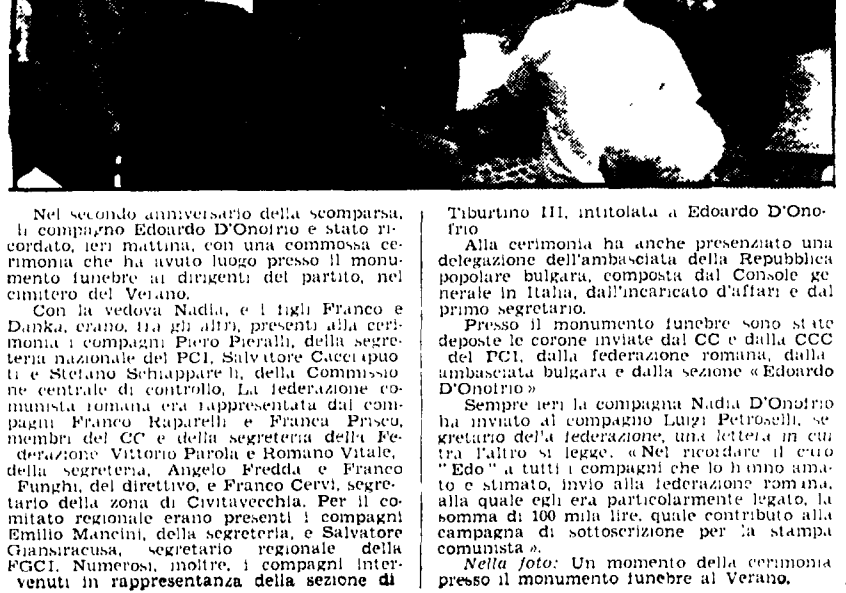 Nel secondo anniversario della scomparsa,
il compagno Edoardo D'Onofrio e stato ri-
cordato, ieri mattina, con una commossa ce-
rimonia che ha avuto luogo presso il monu-
mento funebre ai dirigenti del partito, nel
cimitero del Verano.
Con la vedova Nadia, e i figli Franco e
Danka, erano, tra gli altri, presenti alla ceri-
monia i compagni Piero Pieralli, della segre-
teria nazionale del PCI, Salvatore Cacciapuo
ti e Stefano Schiapparelli, della Commissio
ne centrale di controllo, La federazione co-
munista romana era rappresentata dai com-
pagni Franco Raparelli e Franca Prisco,
membri del CC e della segreteria della Fe-
derazione Vittorio Parola e Romano Vitale,
della segreteria, Angelo Fredda e Franco
Funghi, del direttivo, e Franco Cervi, segre-
tario della zona di Civitavecchia. Per il co-
mitato regionale erano presenti i compagni
Emilio Mancini, della segreteria, e Salvatore
Giansiracusa, segretario regionale della
FGCI. Numerosi, inoltre, i compagni inter-
venuti in rappresentanza della sezione di
Tiburtino III, intitolata a Edoardo D'Ono-
frio
Alla cerimonia ha anche presenziato una
delegazione dell'ambasciata della Repubblica
popolare bulgara, composta dal Console ge
nerale in Italia, dall'incaricato d'affari e dal
primo segretario.
Presso il monumento funebre sono state
deposte le corone inviate dal CC e dalla CCC
del PCI, dalla federazione romana, dalla
ambasciata bulgara e dalla sezione «Edoardo
D'Onofrio»
Sempre ieri la compagna Nadia D'Onofrio
ha inviato al compagno Luigi Petroselli, se
gretario della federazione, una lettera in cui
tra l'altro si legge. «Nel ricordare il caro
"Edo" a tutti i compagni che lo hanno ama-
to e stimato, invio alla federazione romana,
alla quale egli era particolarmente legato, la
somma di 100 mila lire, quale contributo alla
campagna di sottoscrizione per la stampa
comunista».
Nella foto: Un momento della cerimonia
presso il monumento funebre al Verano.